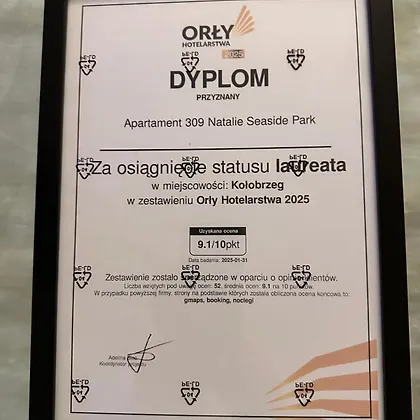 ORŁY
HOTELARSTWA
2025
DYPLOM
PRZYZNANY
Apartament 309 Natalie Seaside Park
Za osiągnięcie statusu laureata
w miejscowości: Kołobrzeg
w zestawieniu Orły Hotelarstwa 2025
Uzyskana ocena
9.1/10pkt
Data badania: 2025-01-31
Zestawienie zostało sporządzone w oparciu o opinie klientów.
Liczba wziętych pod uwagę ocen: 52, średnia ocen: 9.1 na 10 punktów.
W przypadku powyższej firmy, strony na podstawie których została obliczona ocena końcowa to:
gmaps, booking, noclegi
Adelina
Koordynator projektu